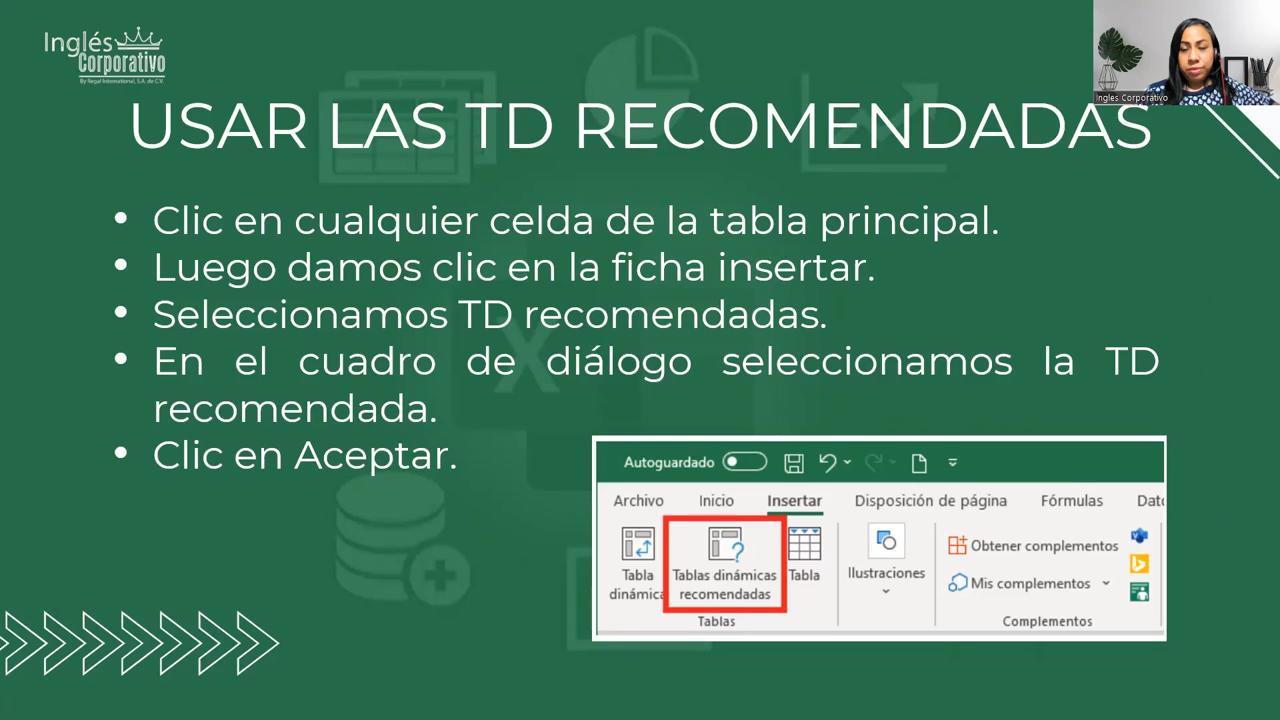 Inglés
Corporativo
By Regal International, S.A. de C.V.
Ingles Corporativo
USAR LAS TD RECOMENDADAS
• Clic en cualquier celda de la tabla principal.
• Luego damos clic en la ficha insertar.
• Seleccionamos TD recomendadas.
• En el cuadro de diálogo seleccionamos la TD
recomendada.
• Clic en Aceptar.
Autoguardado
Archivo Inicio Insertar Disposición de página Fórmulas Dato
Tabla dinámica
Tablas dinámicas recomendadas
Tabla
Ilustraciones
Obtener complementos
Mis complementos
Tablas
Complementos